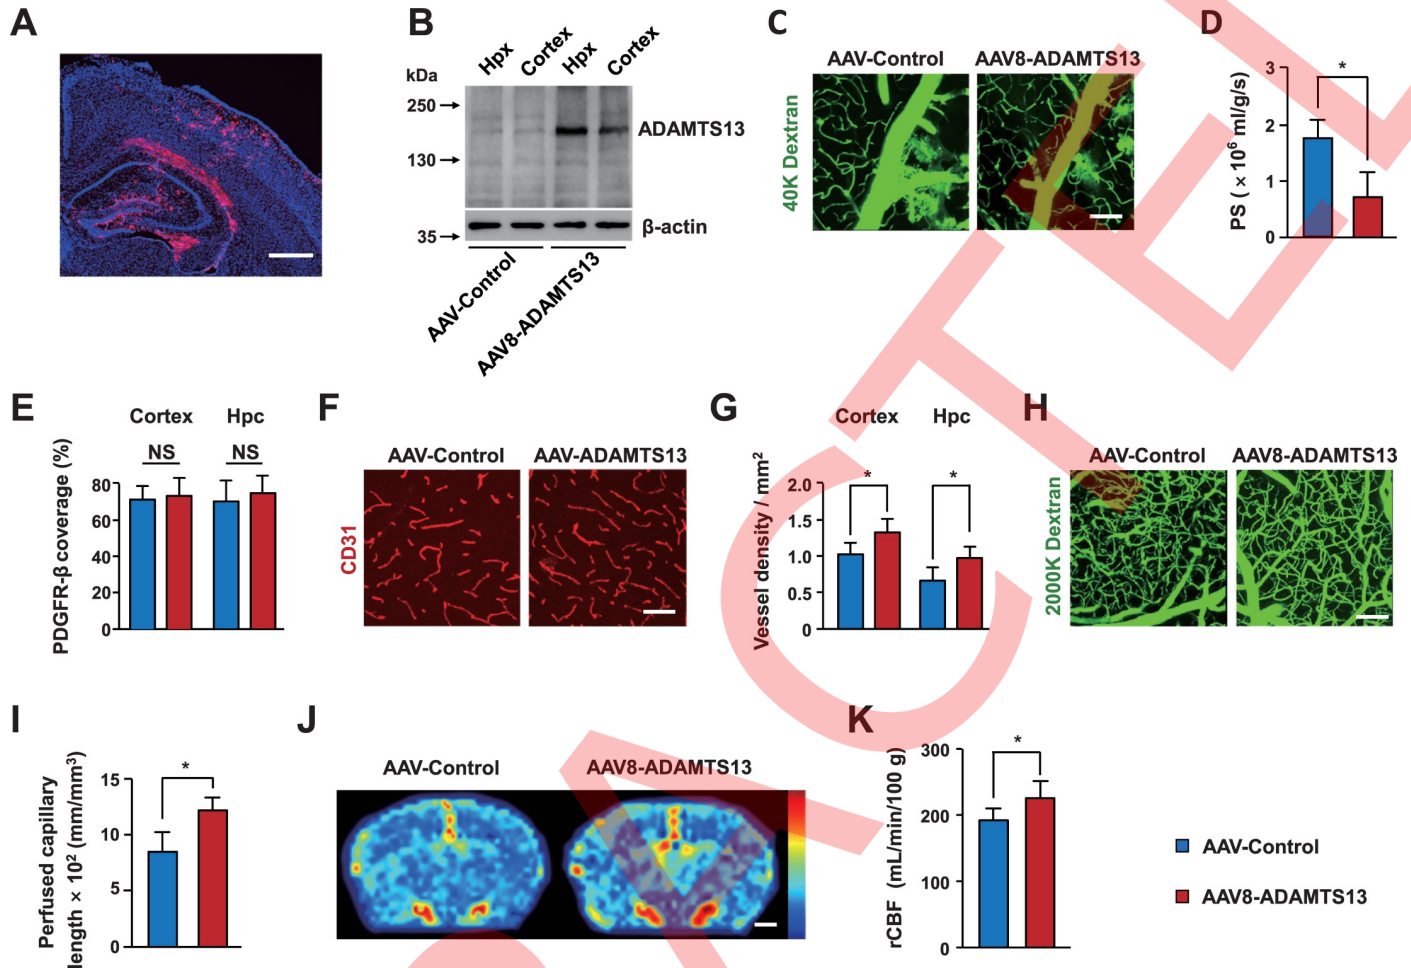 A
B
Hpx Cortex Hpx Cortex
kDa
250
130
35
ADAMTS13
β-actin
AAV-Control
AAV8-ADAMTS13
C
AAV-Control AAV8-ADAMTS13
40K Dextran
D
PS ( × 10⁶ ml/g/s)
3
2
1
0
*
E
Cortex Hpc
NS NS
PDGFR-β coverage (%)
80
60
40
20
0
F
AAV-Control AAV-ADAMTS13
CD31
G
Cortex Hpc
* *
Vessel density / mm²
2.0
1.5
1.0
0.5
0
H
AAV-Control AAV8-ADAMTS13
2000K Dextran
I
Perfused capillary
length × 10² (mm/mm³)
15
10
5
0
*
J
AAV-Control AAV8-ADAMTS13
K
rCBF (mL/min/100 g)
300
200
100
0
*
AAV-Control
AAV8-ADAMTS13